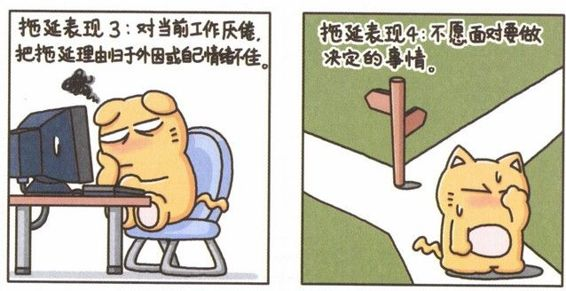 拖延表现3：对当前工作厌倦，
把拖延理由归于外因或自己情绪不佳。
拖延表现4：不愿面对要做
决定的事情。